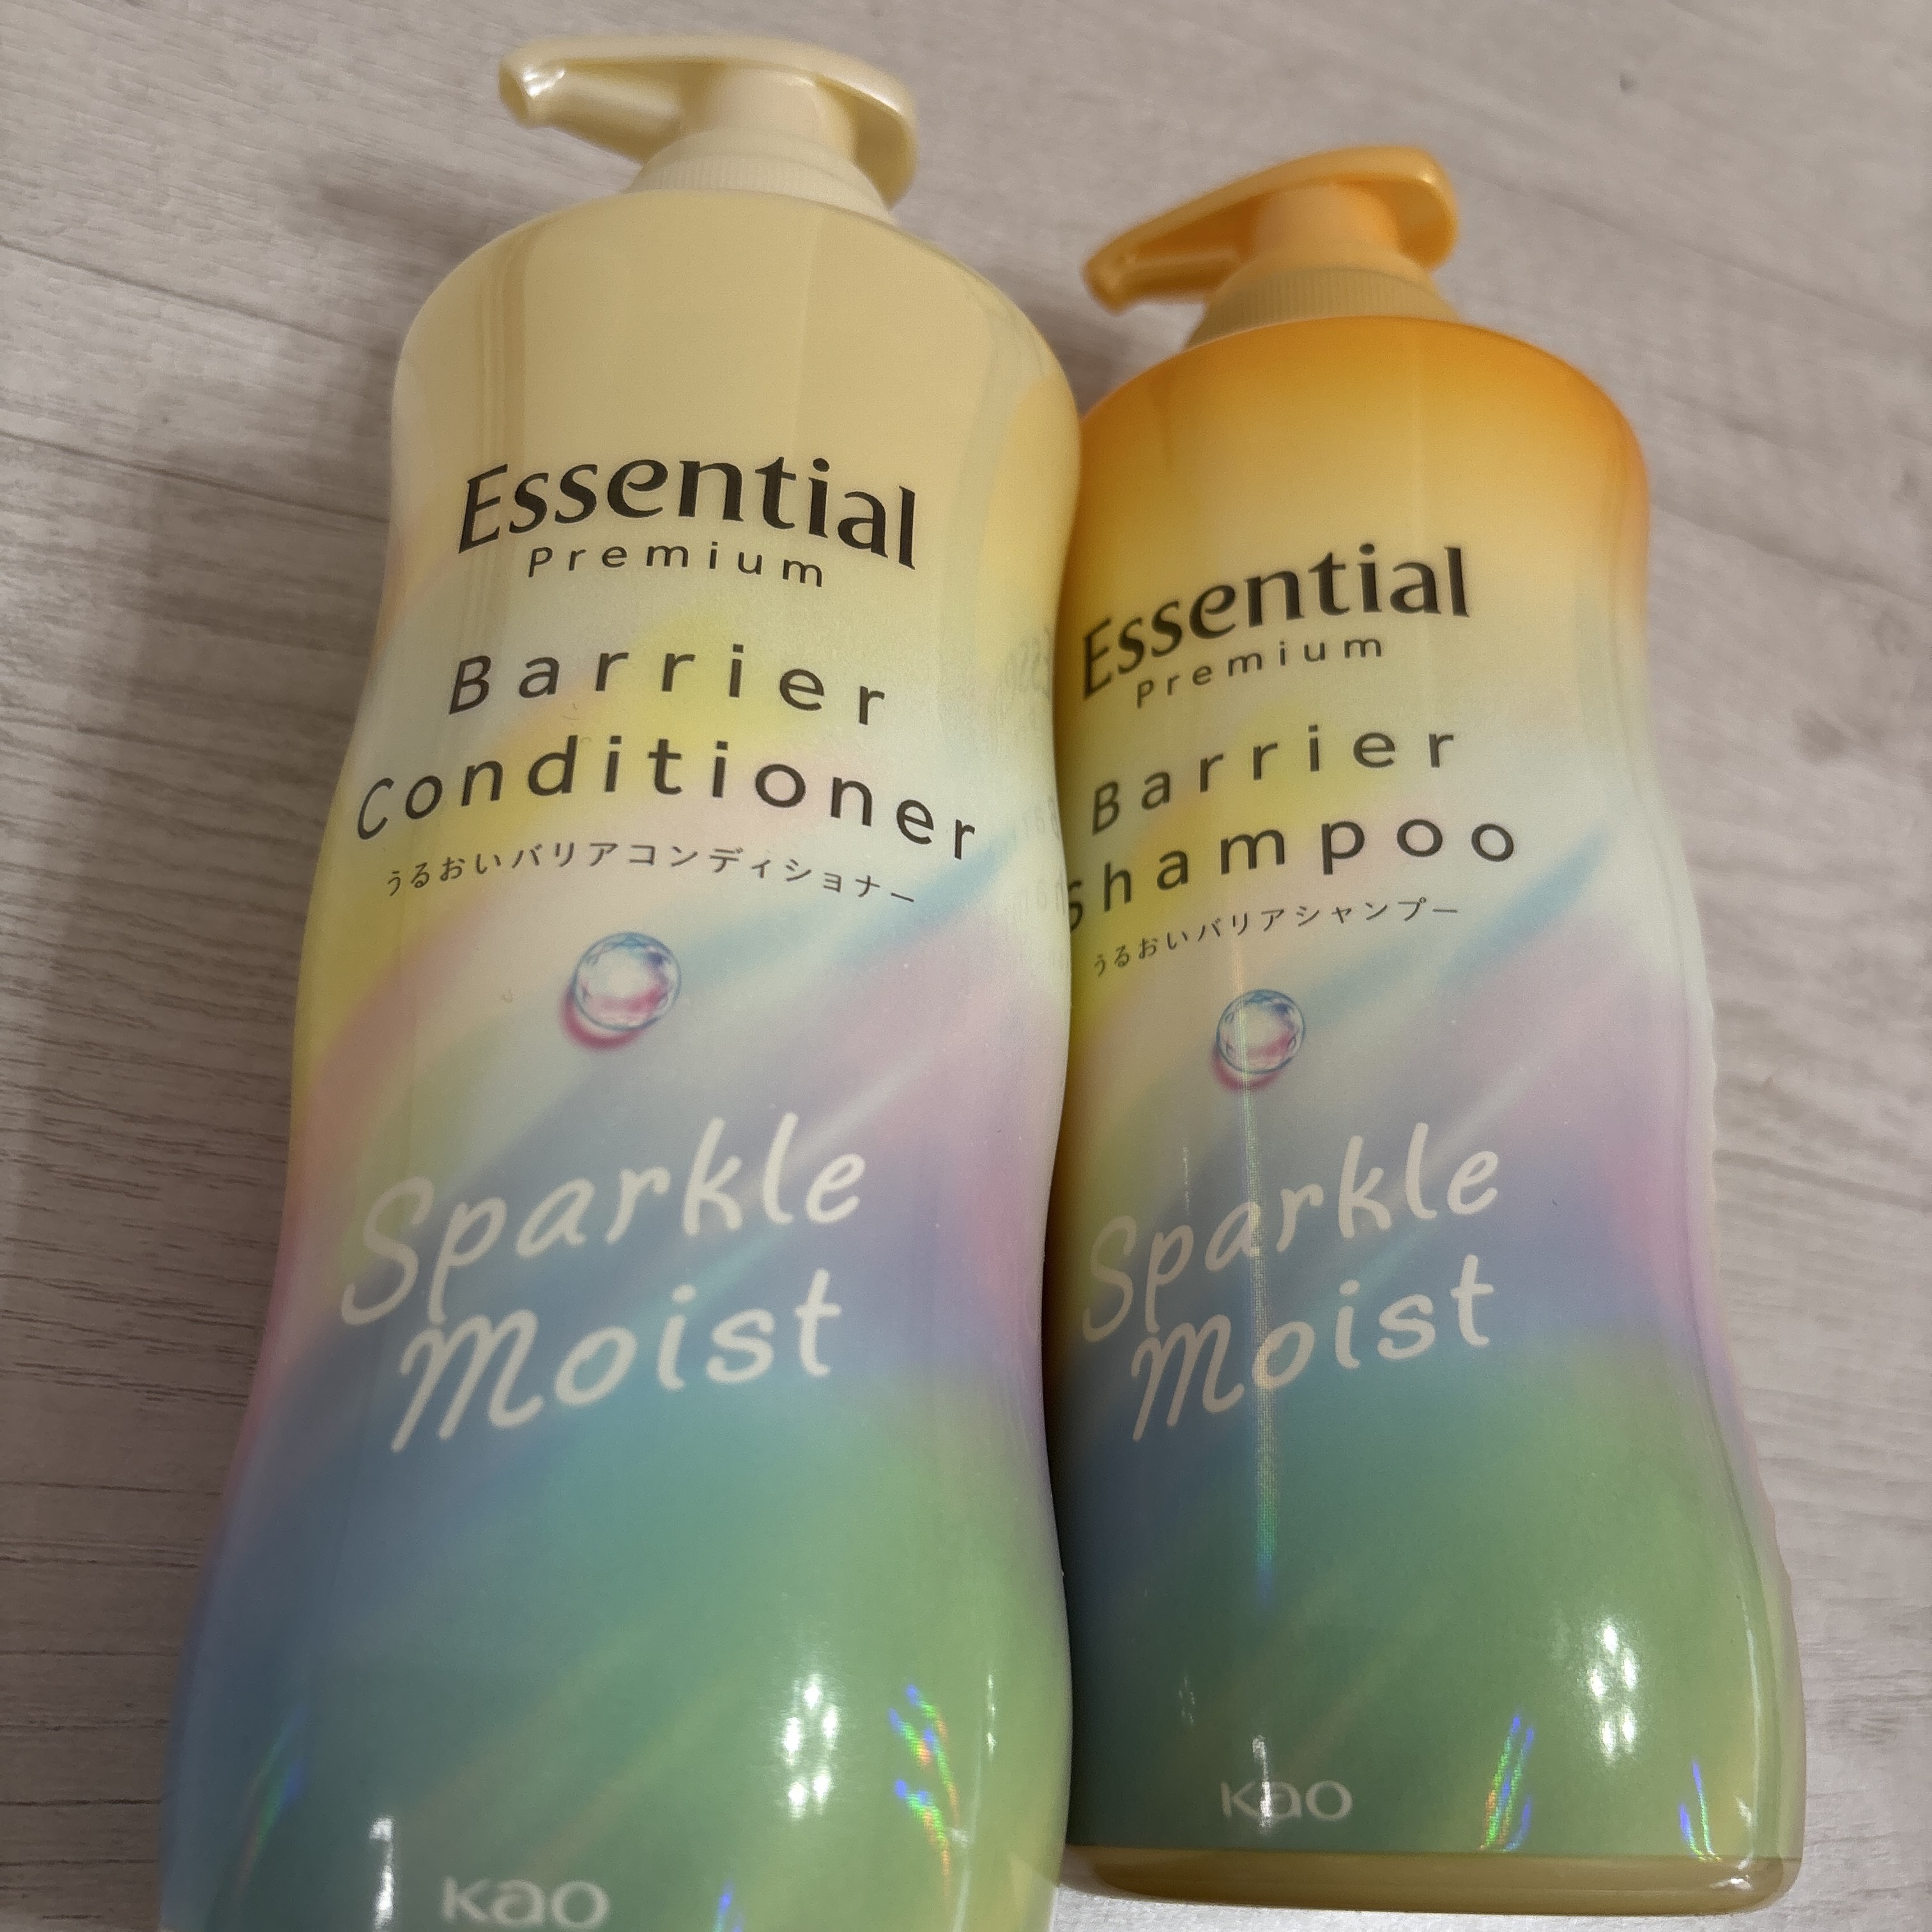 Essential
Premium
Barrier
Conditioner
うるおいバリアコンディショナー
Sparkle
Moist
Kao
Essential
Premium
Barrier
Shampoo
うるおいバリアシャンプー
Sparkle
Moist
Kao